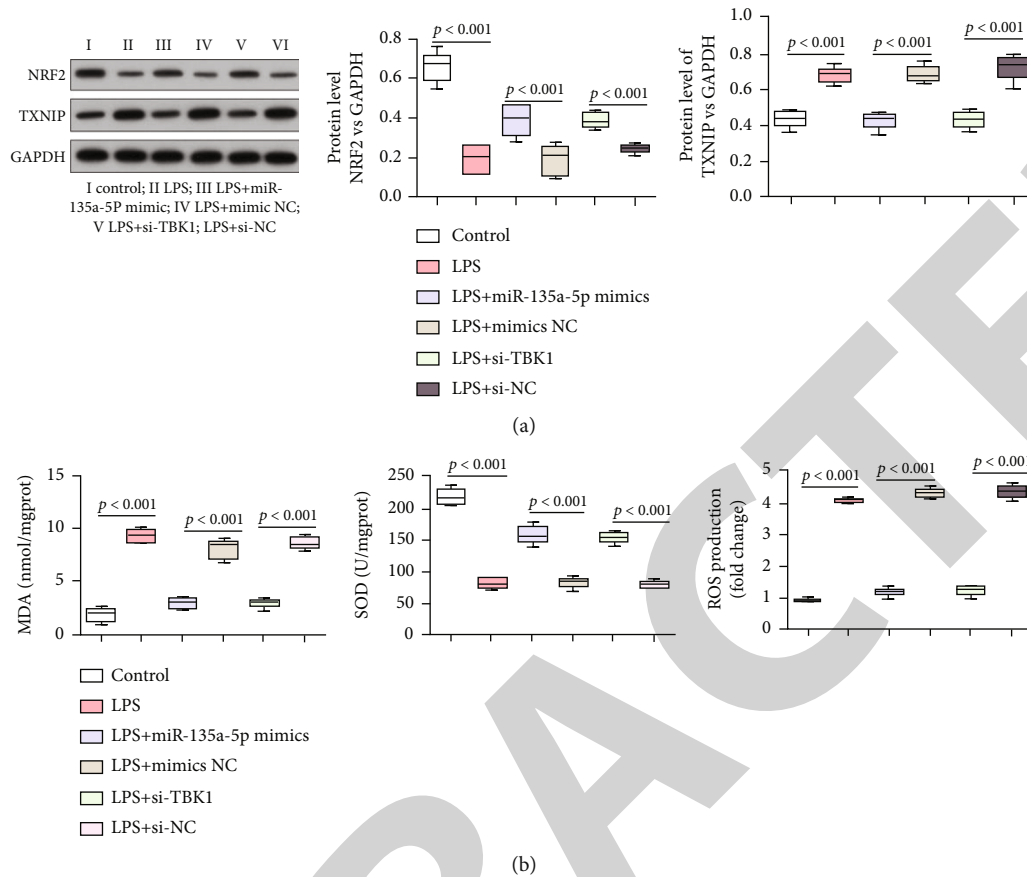 I II III IV V VI
NRF2
TXNIP
GAPDH
I control; II LPS; III LPS+miR-
135a-5P mimic; IV LPS+mimic NC;
V LPS+si-TBK1; LPS+si-NC
Protein level
NRF2 vs GAPDH
0.8
0.6
0.4
0.2
0.0
p < 0.001
p < 0.001
p < 0.001
Protein level of
TXNIP vs GAPDH
1.0
0.8
0.6
0.4
0.2
0.0
p < 0.001
p < 0.001
p < 0.001
Control
LPS
LPS+miR-135a-5p mimics
LPS+mimics NC
LPS+si-TBK1
LPS+si-NC
(a)
MDA (nmol/mgprot)
15
10
5
0
p < 0.001
p < 0.001
p < 0.001
SOD (U/mgprot)
250
200
150
100
50
0
p < 0.001
p < 0.001
p < 0.001
ROS production
(fold change)
5
4
3
2
1
0
p < 0.001
p < 0.001
p < 0.001
Control
LPS
LPS+miR-135a-5p mimics
LPS+mimics NC
LPS+si-TBK1
LPS+si-NC
(b)